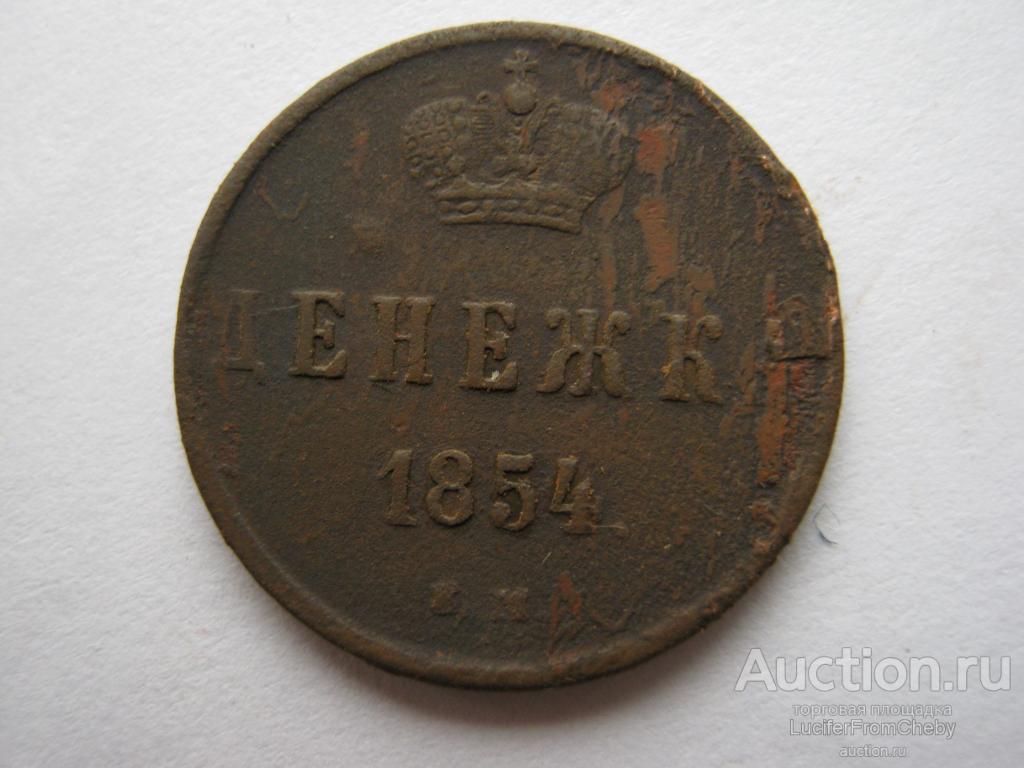 ДЕНЕЖКА
1854.
Е М
Auction.ru
торговая площадка
LuciferFromCheby
auction.ru